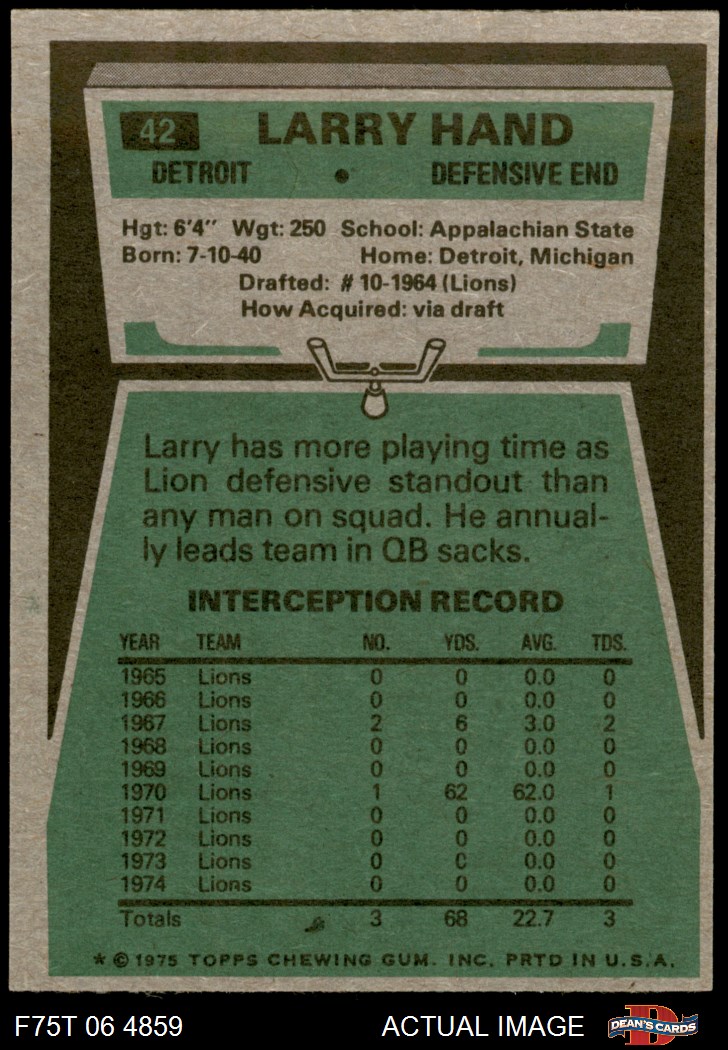 42 LARRY HAND
DETROIT • DEFENSIVE END
Hgt: 6'4" Wgt: 250 School: Appalachian State
Born: 7-10-40 Home: Detroit, Michigan
Drafted: # 10-1964 (Lions)
How Acquired: via draft
Larry has more playing time as
Lion defensive standout than
any man on squad. He annual-
ly leads team in QB sacks.
INTERCEPTION RECORD
YEAR TEAM NO. YDS. AVG. TDS.
1965 Lions 0 0 0.0 0
1966 Lions 0 0 0.0 0
1967 Lions 2 6 3.0 2
1968 Lions 0 0 0.0 0
1969 Lions 0 0 0.0 0
1970 Lions 1 62 62.0 1
1971 Lions 0 0 0.0 0
1972 Lions 0 0 0.0 0
1973 Lions 0 0 0.0 0
1974 Lions 0 0 0.0 0
Totals 3 68 22.7 3
* © 1975 TOPPS CHEWING GUM. INC. PRTD IN U.S.A.
F75T 06 4859 ACTUAL IMAGE D DEAN'S CARDS